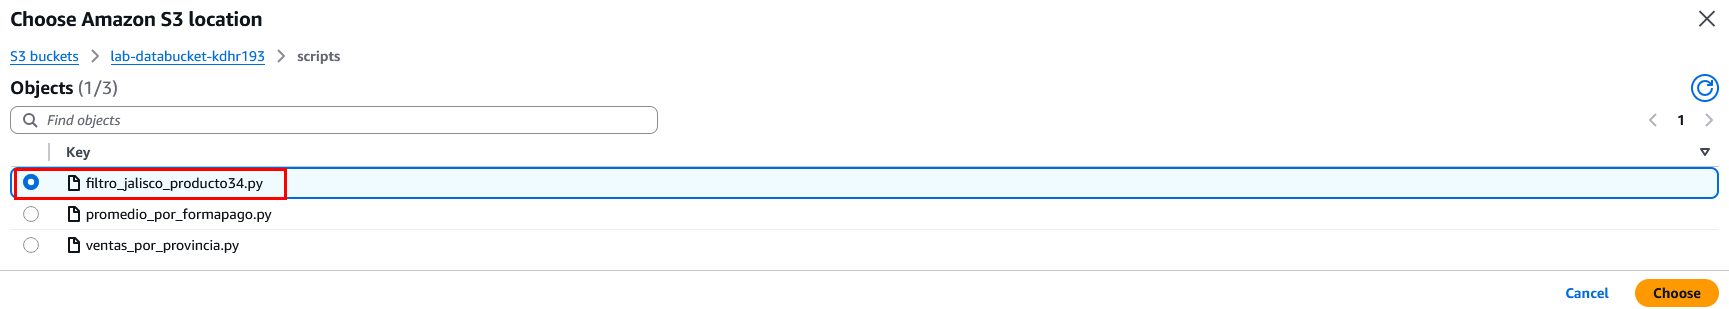 Choose Amazon S3 location
S3 buckets > lab-databucket-kdhr193 > scripts
Objects (1/3)
Find objects
< 1 >
Key
filtro_jalisco_producto34.py
promedio_por_formapago.py
ventas_por_provincia.py
Cancel Choose